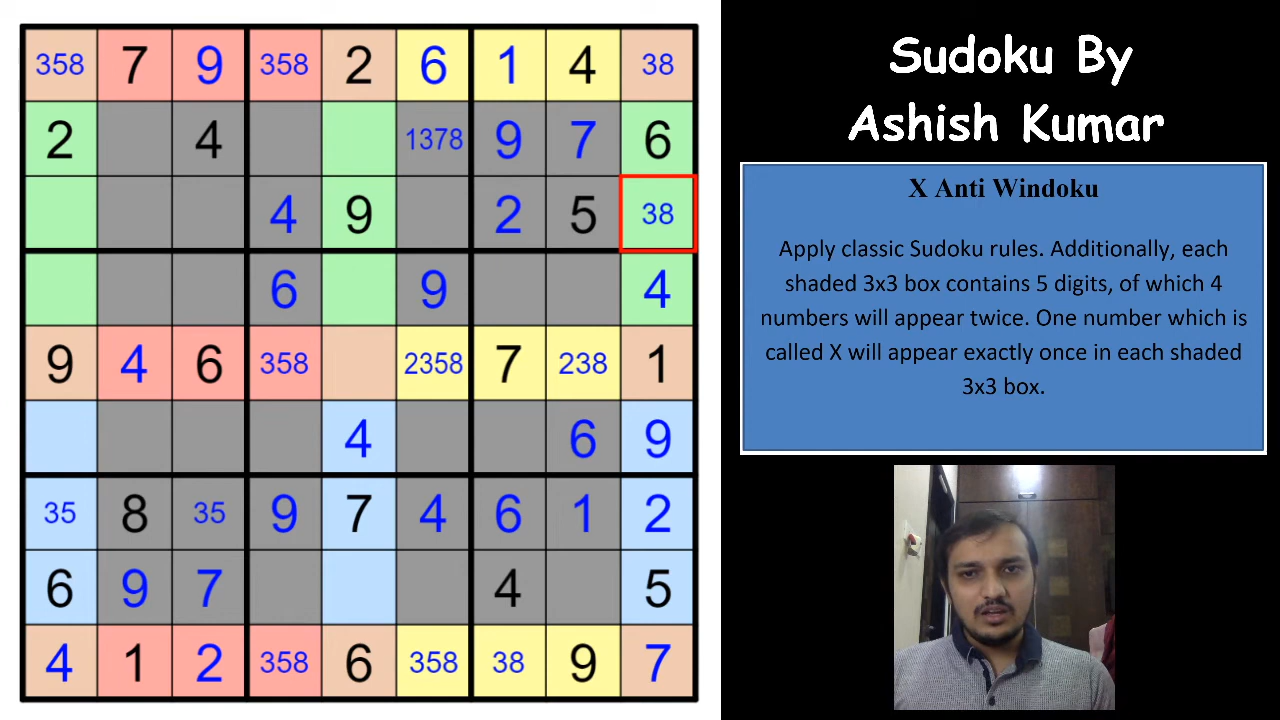 358 7 9 358 2 6 1 4 38
2 4 1378 9 7 6
4 9 2 5 38
6 9 4
9 4 6 358 2358 7 238 1
4 6 9
35 8 35 9 7 4 6 1 2
6 9 7 4 5
4 1 2 358 6 358 38 9 7
Sudoku By
Ashish Kumar
X Anti Windoku
Apply classic Sudoku rules. Additionally, each
shaded 3x3 box contains 5 digits, of which 4
numbers will appear twice. One number which is
called X will appear exactly once in each shaded
3x3 box.